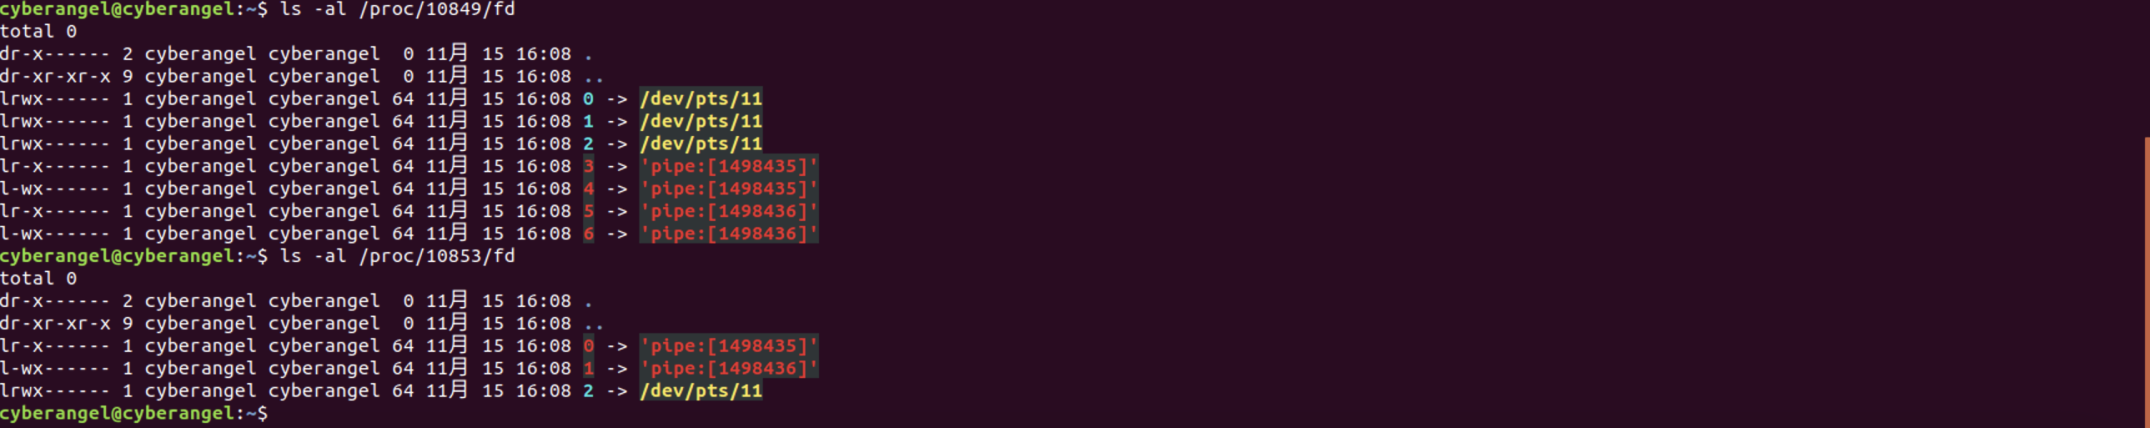 cyberangel@cyberangel:~$ ls -al /proc/10849/fd
total 0
dr-x------ 2 cyberangel cyberangel  0 11月 15 16:08 .
dr-xr-xr-x 9 cyberangel cyberangel  0 11月 15 16:08 ..
lrwx------ 1 cyberangel cyberangel 64 11月 15 16:08 0 -> /dev/pts/11
lrwx------ 1 cyberangel cyberangel 64 11月 15 16:08 1 -> /dev/pts/11
lrwx------ 1 cyberangel cyberangel 64 11月 15 16:08 2 -> /dev/pts/11
lr-x------ 1 cyberangel cyberangel 64 11月 15 16:08 3 -> 'pipe:[1498435]'
l-wx------ 1 cyberangel cyberangel 64 11月 15 16:08 4 -> 'pipe:[1498435]'
lr-x------ 1 cyberangel cyberangel 64 11月 15 16:08 5 -> 'pipe:[1498436]'
l-wx------ 1 cyberangel cyberangel 64 11月 15 16:08 6 -> 'pipe:[1498436]'
cyberangel@cyberangel:~$ ls -al /proc/10853/fd
total 0
dr-x------ 2 cyberangel cyberangel  0 11月 15 16:08 .
dr-xr-xr-x 9 cyberangel cyberangel  0 11月 15 16:08 ..
lr-x------ 1 cyberangel cyberangel 64 11月 15 16:08 0 -> 'pipe:[1498435]'
l-wx------ 1 cyberangel cyberangel 64 11月 15 16:08 1 -> 'pipe:[1498436]'
lrwx------ 1 cyberangel cyberangel 64 11月 15 16:08 2 -> /dev/pts/11
cyberangel@cyberangel:~$